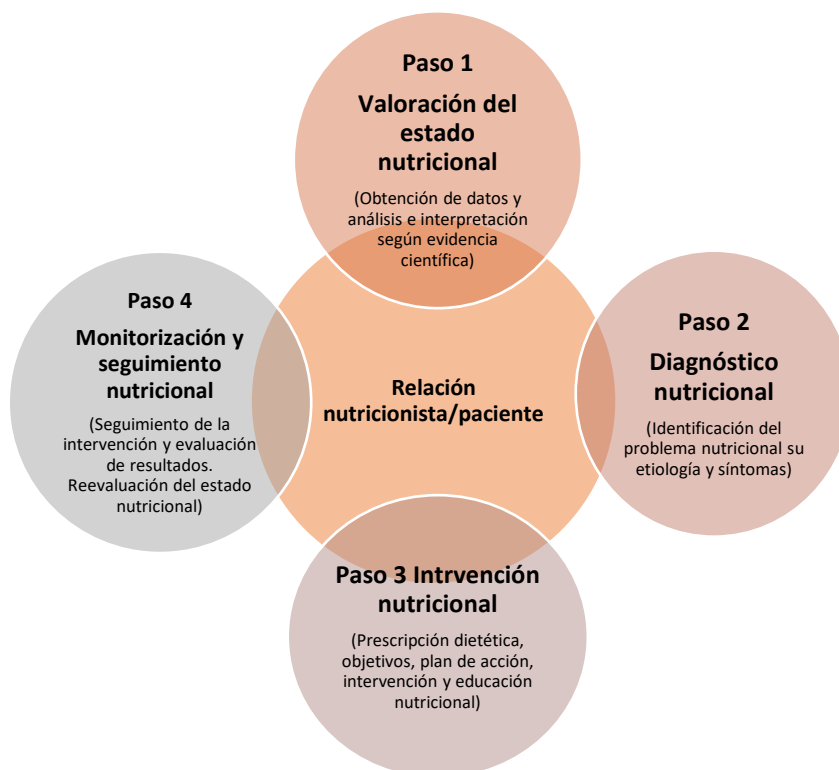 Paso 1
Valoración del
estado
nutricional
(Obtención de datos y
análisis e interpretación
según evidencia
científica)
Paso 2
Diagnóstico
nutricional
(Identificación del
problema nutricional su
etiología y síntomas)
Paso 3 Intrvención
nutricional
(Prescripción dietética,
objetivos, plan de acción,
intervención y educación
nutricional)
Paso 4
Monitorización y
seguimiento
nutricional
(Seguimiento de la
intervención y evaluación
de resultados.
Reevaluación del estado
nutricional)
Relación
nutricionista/paciente